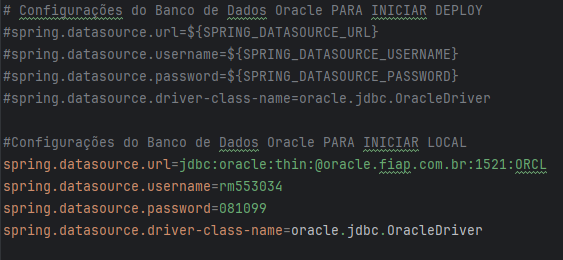 # Configurações do Banco de Dados Oracle PARA INICIAR DEPLOY
#spring.datasource.url=${SPRING_DATASOURCE_URL}
#spring.datasource.username=${SPRING_DATASOURCE_USERNAME}
#spring.datasource.password=${SPRING_DATASOURCE_PASSWORD}
#spring.datasource.driver-class-name=oracle.jdbc.OracleDriver
#Configurações do Banco de Dados Oracle PARA INICIAR LOCAL
spring.datasource.url=jdbc:oracle:thin:@oracle.fiap.com.br:1521:ORCL
spring.datasource.username=rm553034
spring.datasource.password=081099
spring.datasource.driver-class-name=oracle.jdbc.OracleDriver